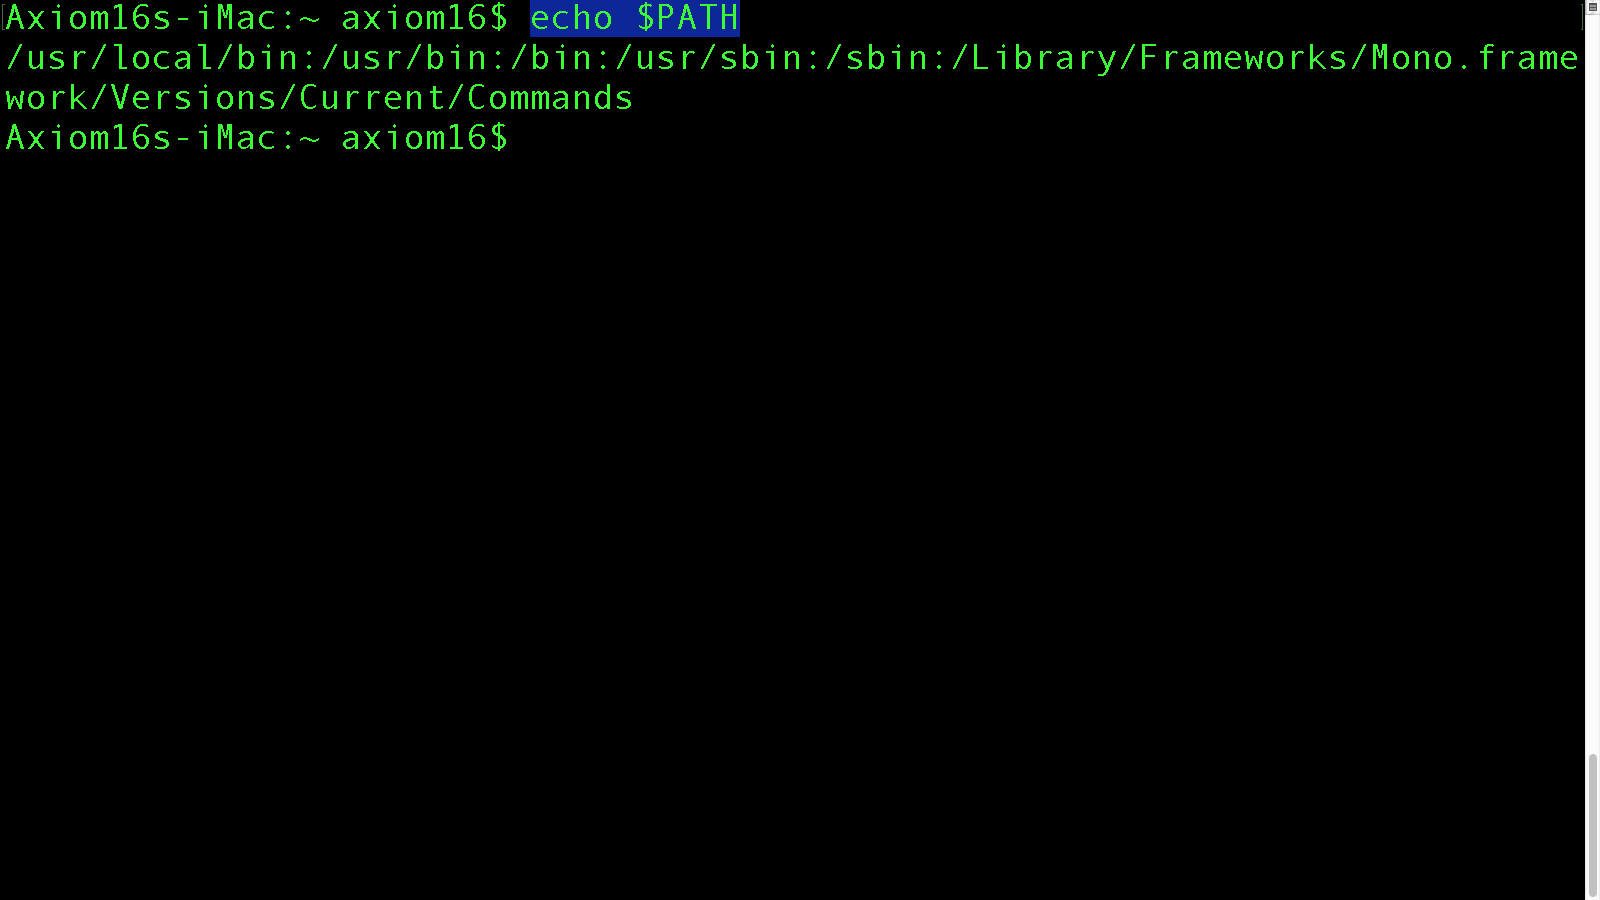 Axiom16s-iMac:~ axiom16$ echo $PATH
/usr/local/bin:/usr/bin:/bin:/usr/sbin:/sbin:/Library/Frameworks/Mono.frame
work/Versions/Current/Commands
Axiom16s-iMac:~ axiom16$